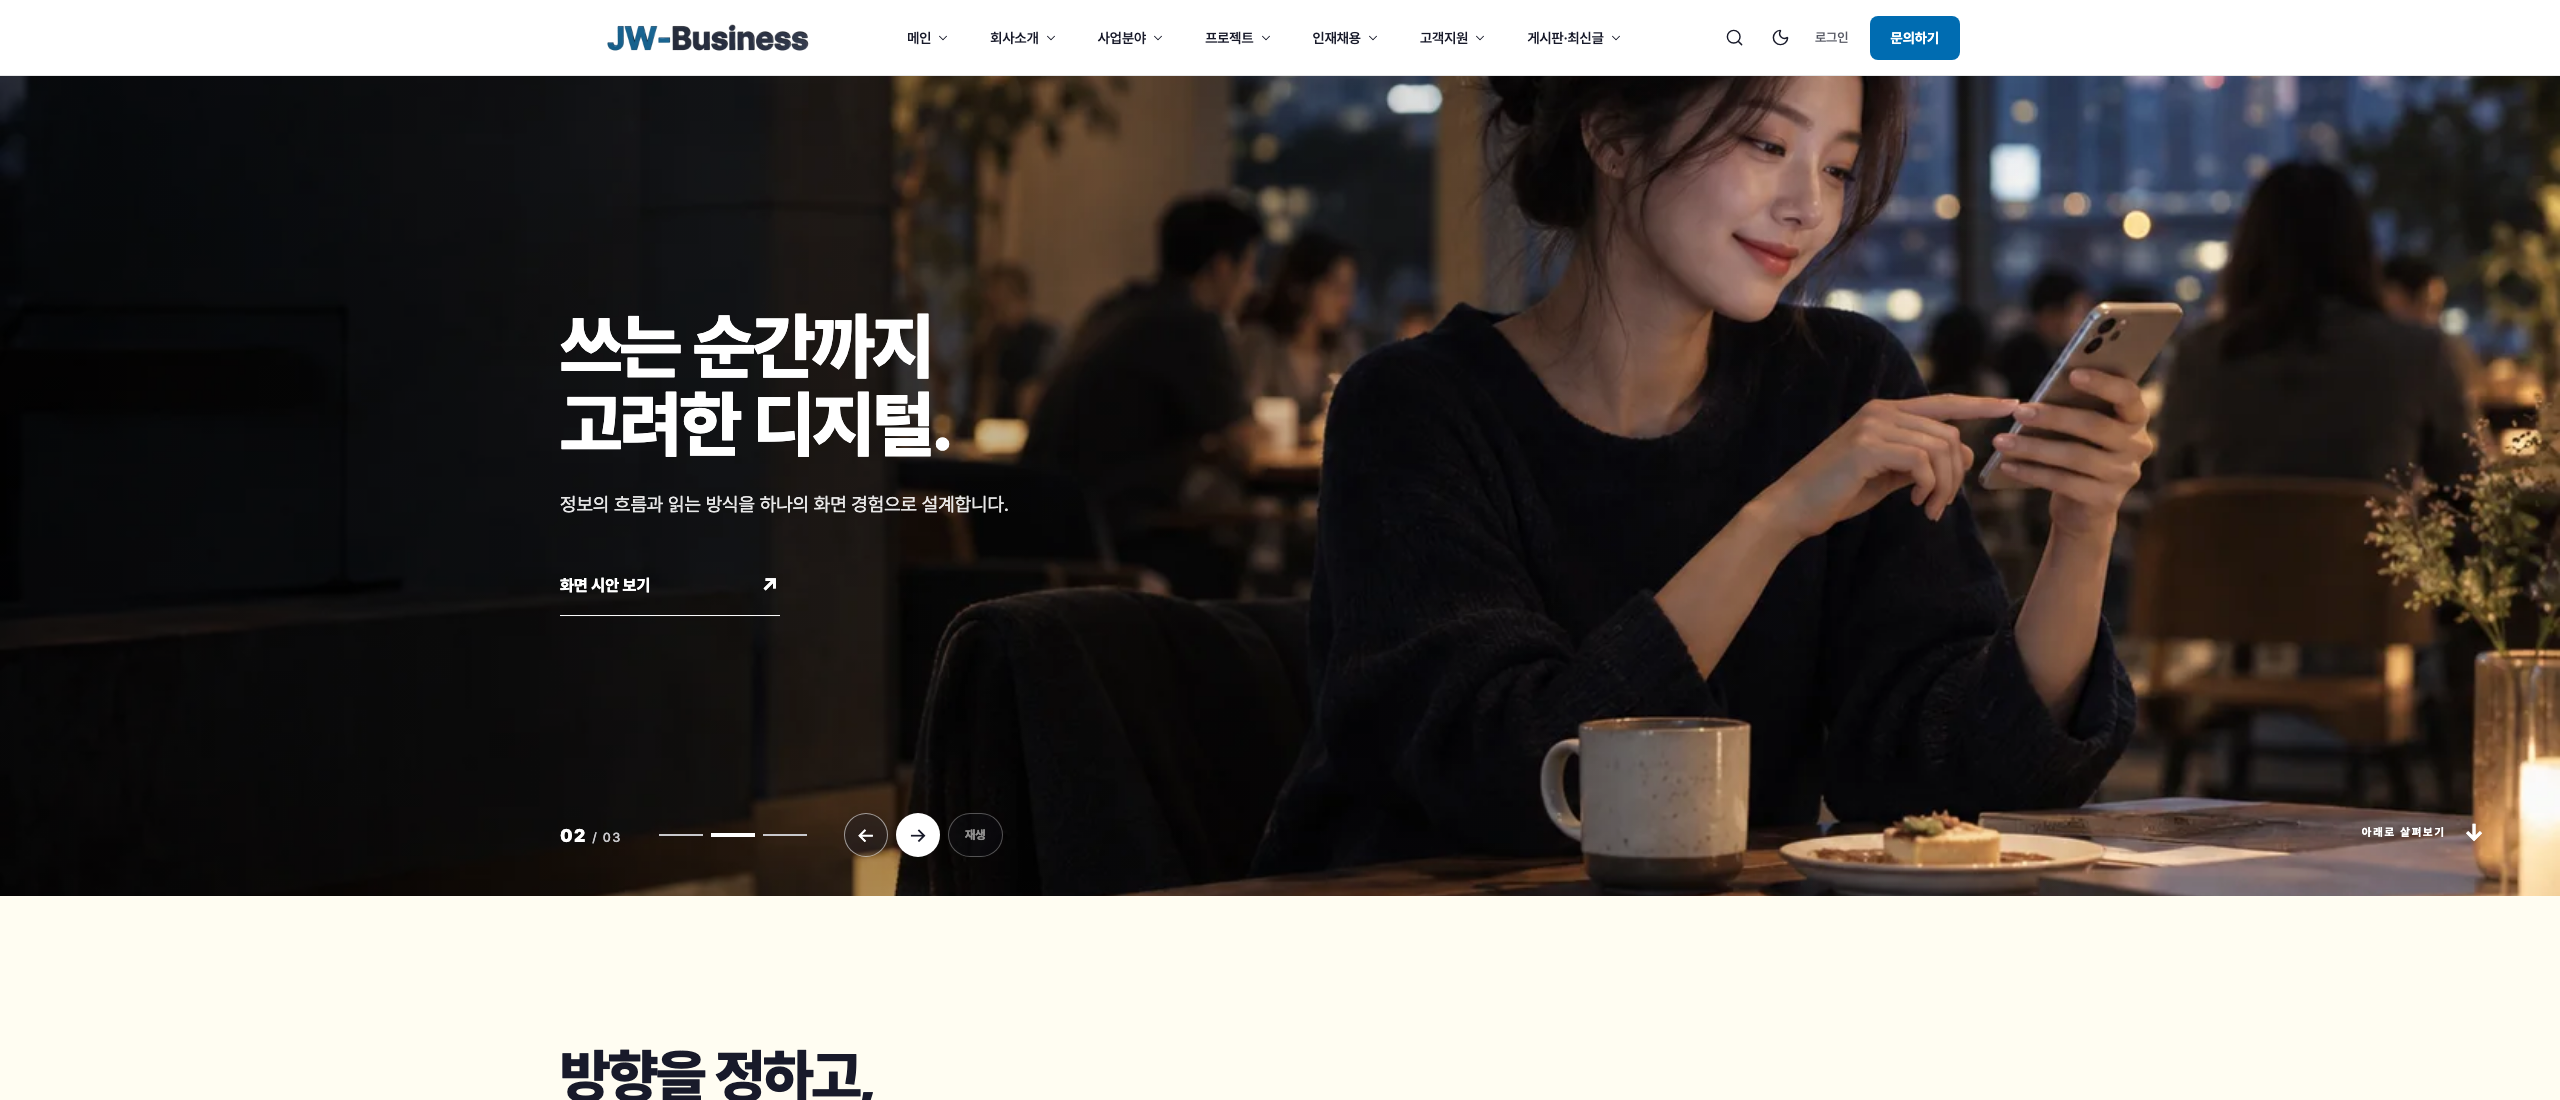 JW-Business
메인
회사소개
사업분야
프로젝트
인재채용
고객지원
게시판·최신글
로그인
문의하기
쓰는 순간까지
고려한 디지털.
정보의 흐름과 읽는 방식을 하나의 화면 경험으로 설계합니다.
화면 시안 보기
02 / 03
재생
아래로 살펴보기
방향을 정하고,